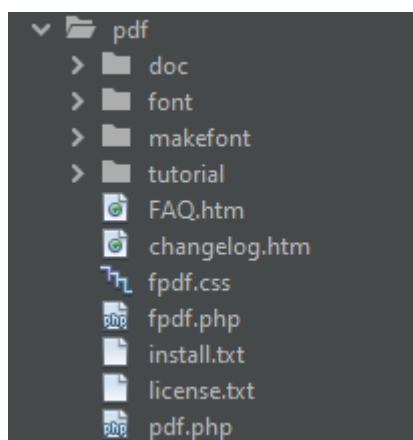 pdf
doc
font
makefont
tutorial
FAQ.htm
changelog.htm
fpdf.css
fpdf.php
install.txt
license.txt
pdf.php